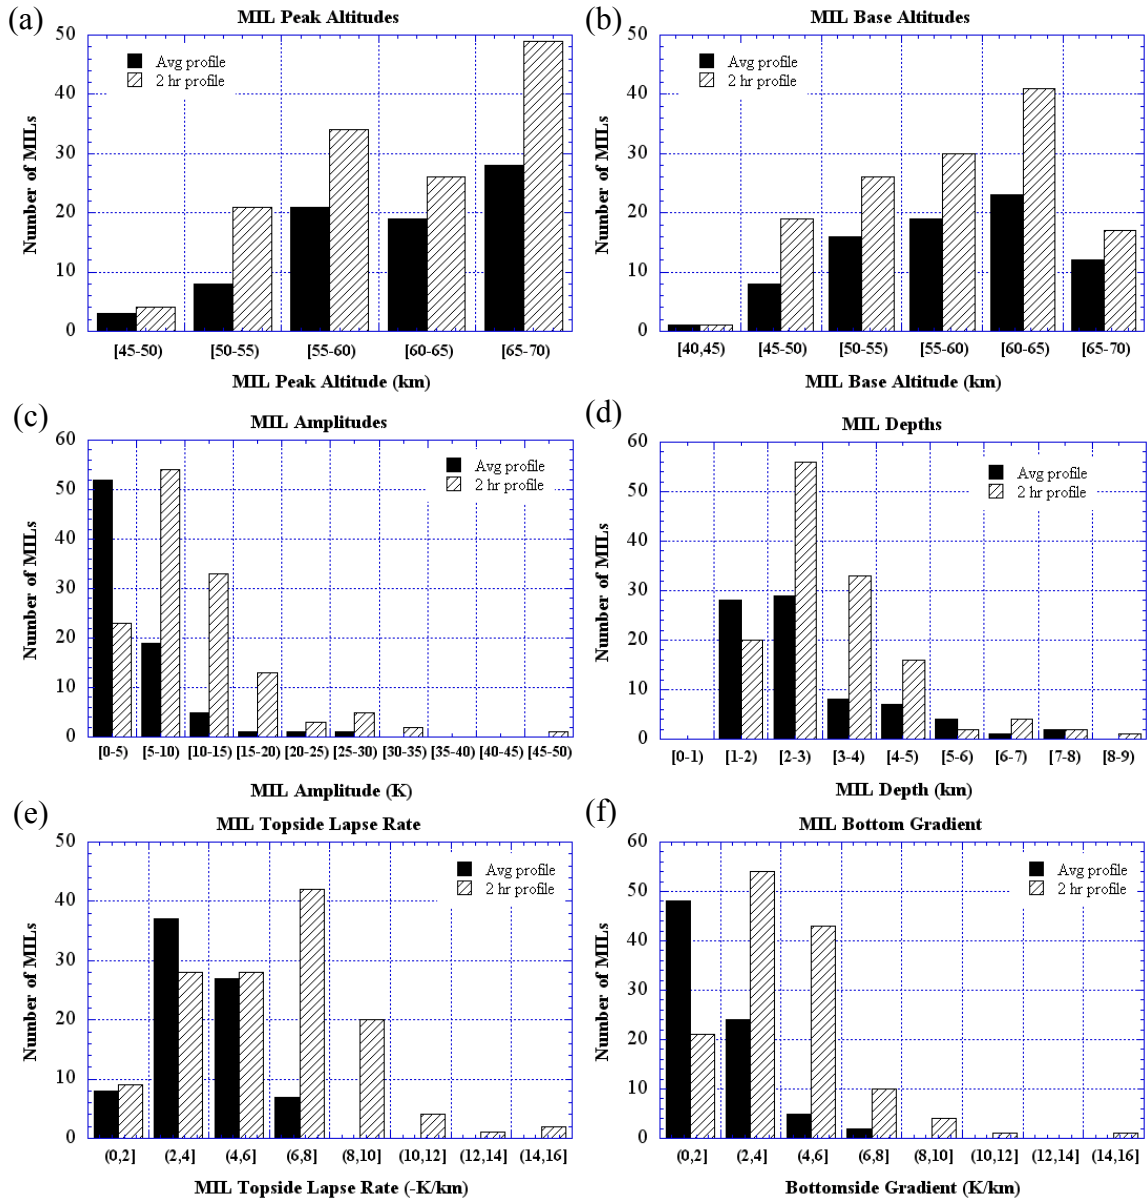 (a)
MIL Peak Altitudes
50
40
30
20
10
0
Number of MILs
Avg profile
2 hr profile
[45-50) [50-55) [55-60) [60-65) [65-70)
MIL Peak Altitude (km)
(b)
MIL Base Altitudes
50
40
30
20
10
0
Number of MILs
Avg profile
2 hr profile
[40,45) [45-50) [50-55) [55-60) [60-65) [65-70)
MIL Base Altitude (km)
(c)
MIL Amplitudes
60
50
40
30
20
10
0
Number of MILs
Avg profile
2 hr profile
[0-5) [5-10) [10-15) [15-20) [20-25) [25-30) [30-35) [35-40) [40-45) [45-50)
MIL Amplitude (K)
(d)
MIL Depths
60
50
40
30
20
10
0
Number of MILs
Avg profile
2 hr profile
[0-1) [1-2) [2-3) [3-4) [4-5) [5-6) [6-7) [7-8) [8-9)
MIL Depth (km)
(e)
MIL Topside Lapse Rate
50
40
30
20
10
0
Number of MILs
Avg profile
2 hr profile
(0,2] (2,4] (4,6] (6,8] (8,10] (10,12] (12,14] (14,16]
MIL Topside Lapse Rate (-K/km)
(f)
MIL Bottom Gradient
60
50
40
30
20
10
0
Number of MILs
Avg profile
2 hr profile
(0,2] (2,4] (4,6] (6,8] (8,10] (10,12] (12,14] (14,16]
Bottomside Gradient (K/km)